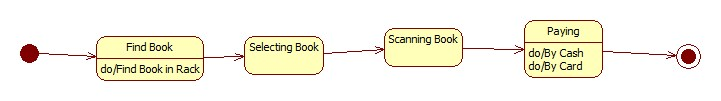 Find Book
do/Find Book in Rack
Selecting Book
Scanning Book
Paying
do/By Cash
do/By Card